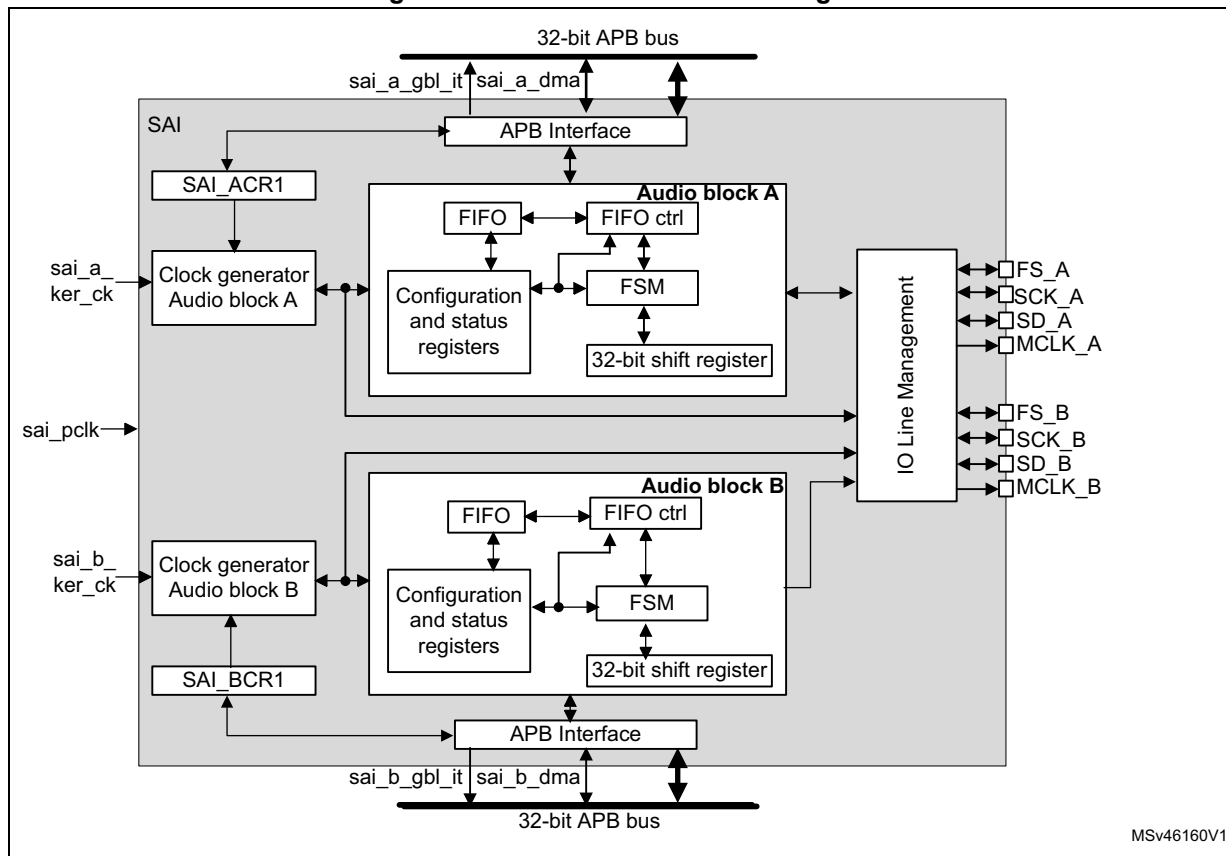 32-bit APB bus
sai_a_gbl_it sai_a_dma
SAI
APB Interface
SAI_ACR1
Audio block A
FIFO
FIFO ctrl
sai_a_
ker_ck
Clock generator
Audio block A
Configuration
and status
registers
FSM
32-bit shift register
IO Line Management
FS_A
SCK_A
SD_A
MCLK_A
sai_pclk
FS_B
SCK_B
SD_B
MCLK_B
Audio block B
FIFO
FIFO ctrl
sai_b_
ker_ck
Clock generator
Audio block B
Configuration
and status
registers
FSM
32-bit shift register
SAI_BCR1
APB Interface
sai_b_gbl_it sai_b_dma
32-bit APB bus
MSv46160V1